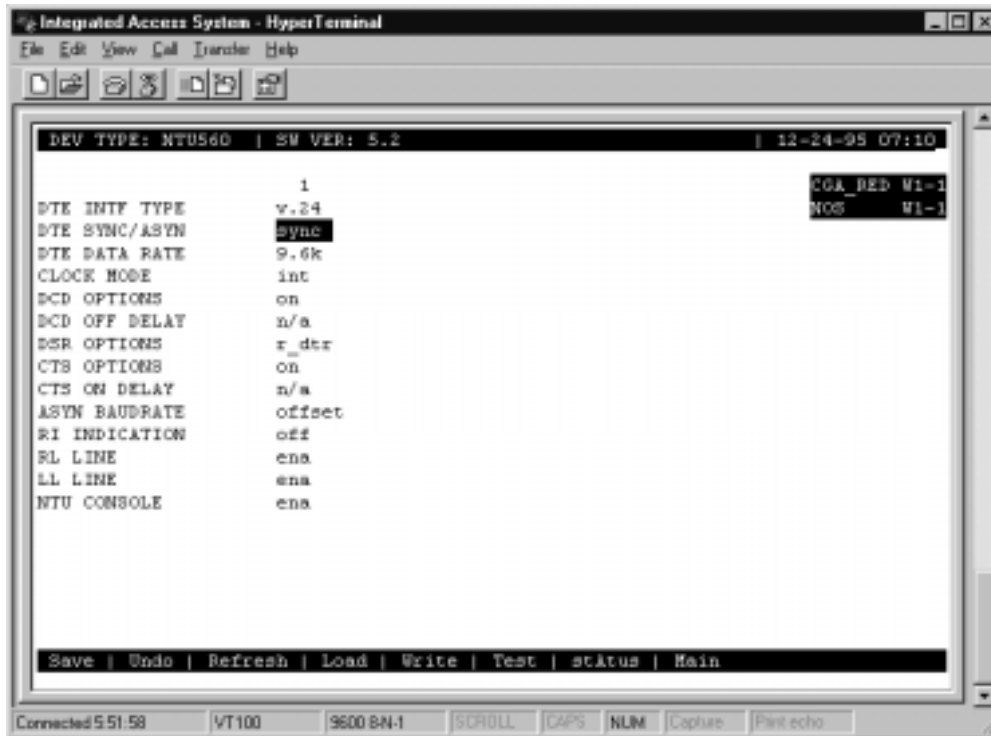 Integrated Access System - HyperTerminal
File Edit View Call Transfer Help
DEV TYPE: NTU560 | SW VER: 5.2 | 12-24-95 07:10
1 CGA_RED W1-1
DTE INTF TYPE v.24 NOS W1-1
DTE SYNC/ASYN sync
DTE DATA RATE 9.6k
CLOCK MODE int
DCD OPTIONS on
DCD OFF DELAY n/a
DSR OPTIONS r_dtr
CTS OPTIONS on
CTS ON DELAY n/a
ASYN BAUDRATE offset
RI INDICATION off
RL LINE ena
LL LINE ena
NTU CONSOLE ena
Save | Undo | Refresh | Load | Write | Test | stAtus | Main
Connected 5:51:58 VT100 9600 8-N-1 SCROLL CAPS NUM Capture Print echo